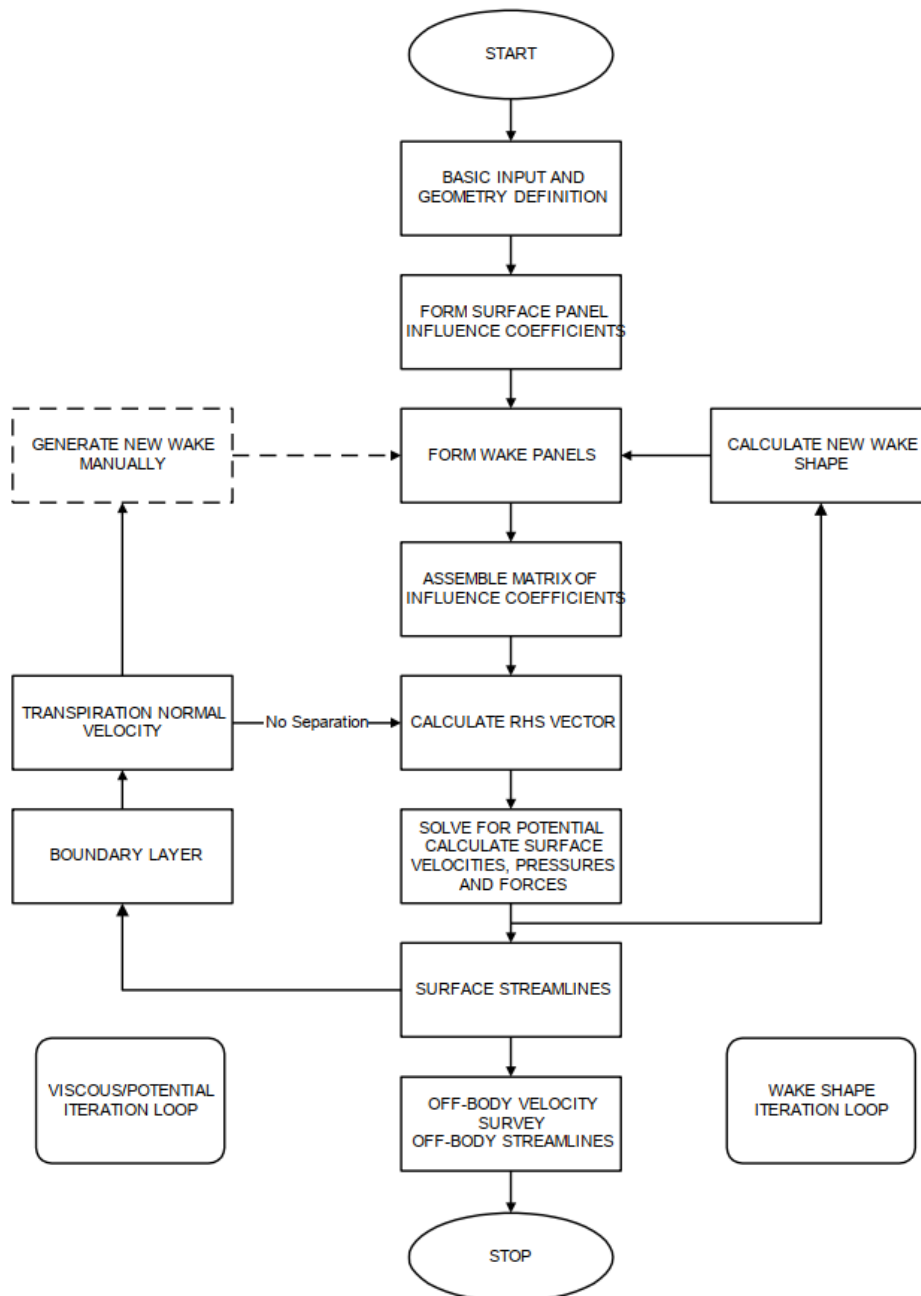 START
BASIC INPUT AND
GEOMETRY DEFINITION
FORM SURFACE PANEL
INFLUENCE COEFFICIENTS
GENERATE NEW WAKE
MANUALLY
FORM WAKE PANELS
CALCULATE NEW WAKE
SHAPE
ASSEMBLE MATRIX OF
INFLUENCE COEFFICIENTS
TRANSPIRATION NORMAL
VELOCITY
No Separation
CALCULATE RHS VECTOR
BOUNDARY LAYER
SOLVE FOR POTENTIAL
CALCULATE SURFACE
VELOCITIES, PRESSURES
AND FORCES
SURFACE STREAMLINES
VISCOUS/POTENTIAL
ITERATION LOOP
OFF-BODY VELOCITY
SURVEY
OFF-BODY STREAMLINES
WAKE SHAPE
ITERATION LOOP
STOP